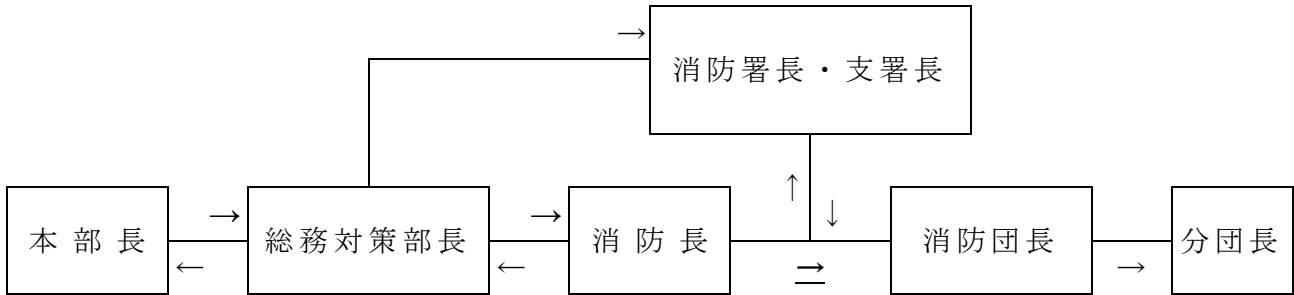 →
消防署長・支署長
↑
↓
本部長
→
←
総務対策部長
→
←
消防長
→
消防団長
→
分団長